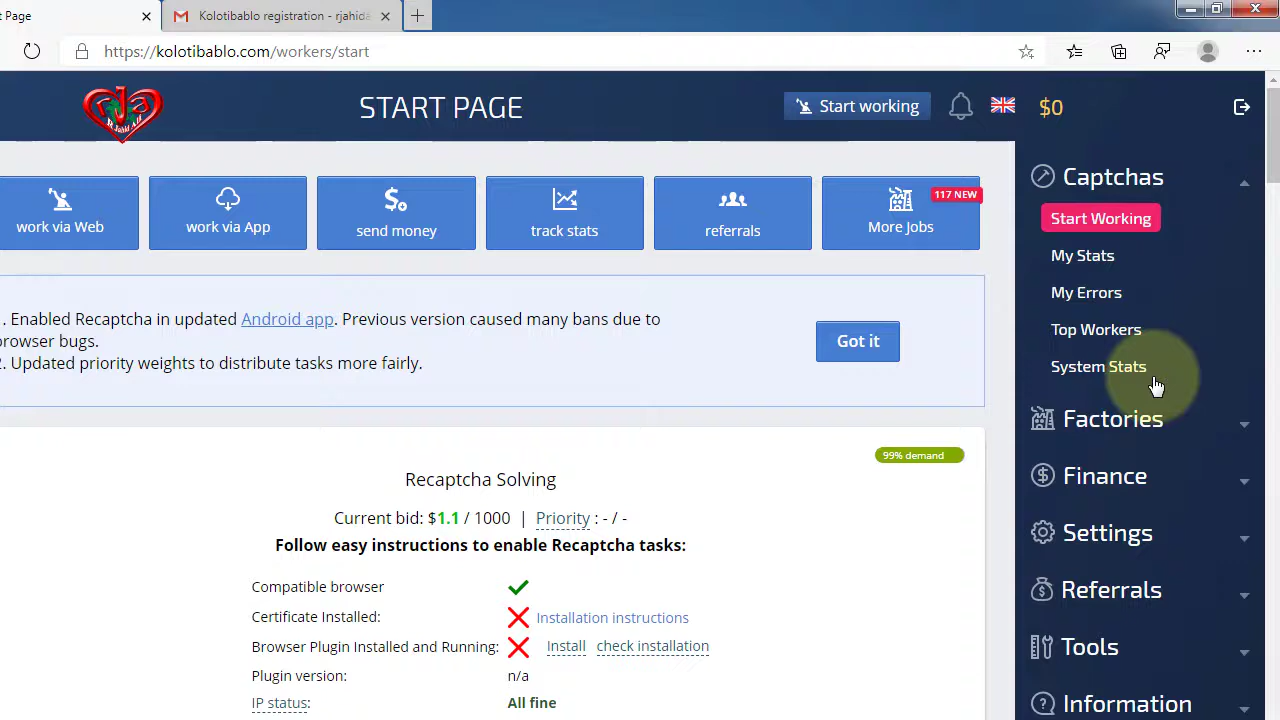 t Page
Kolotibablo registration - rjahida
https://kolotibablo.com/workers/start
rja
START PAGE
Start working
$0
work via Web
work via App
send money
track stats
referrals
117 NEW
More Jobs
. Enabled Recaptcha in updated Android app. Previous version caused many bans due to
browser bugs.
2. Updated priority weights to distribute tasks more fairly.
Got it
99% demand
Recaptcha Solving
Current bid: $1.1 / 1000 | Priority : - / -
Follow easy instructions to enable Recaptcha tasks:
Compatible browser
Certificate Installed: Installation instructions
Browser Plugin Installed and Running: Install check installation
Plugin version: n/a
IP status: All fine
Captchas
Start Working
My Stats
My Errors
Top Workers
System Stats
Factories
Finance
Settings
Referrals
Tools
Information